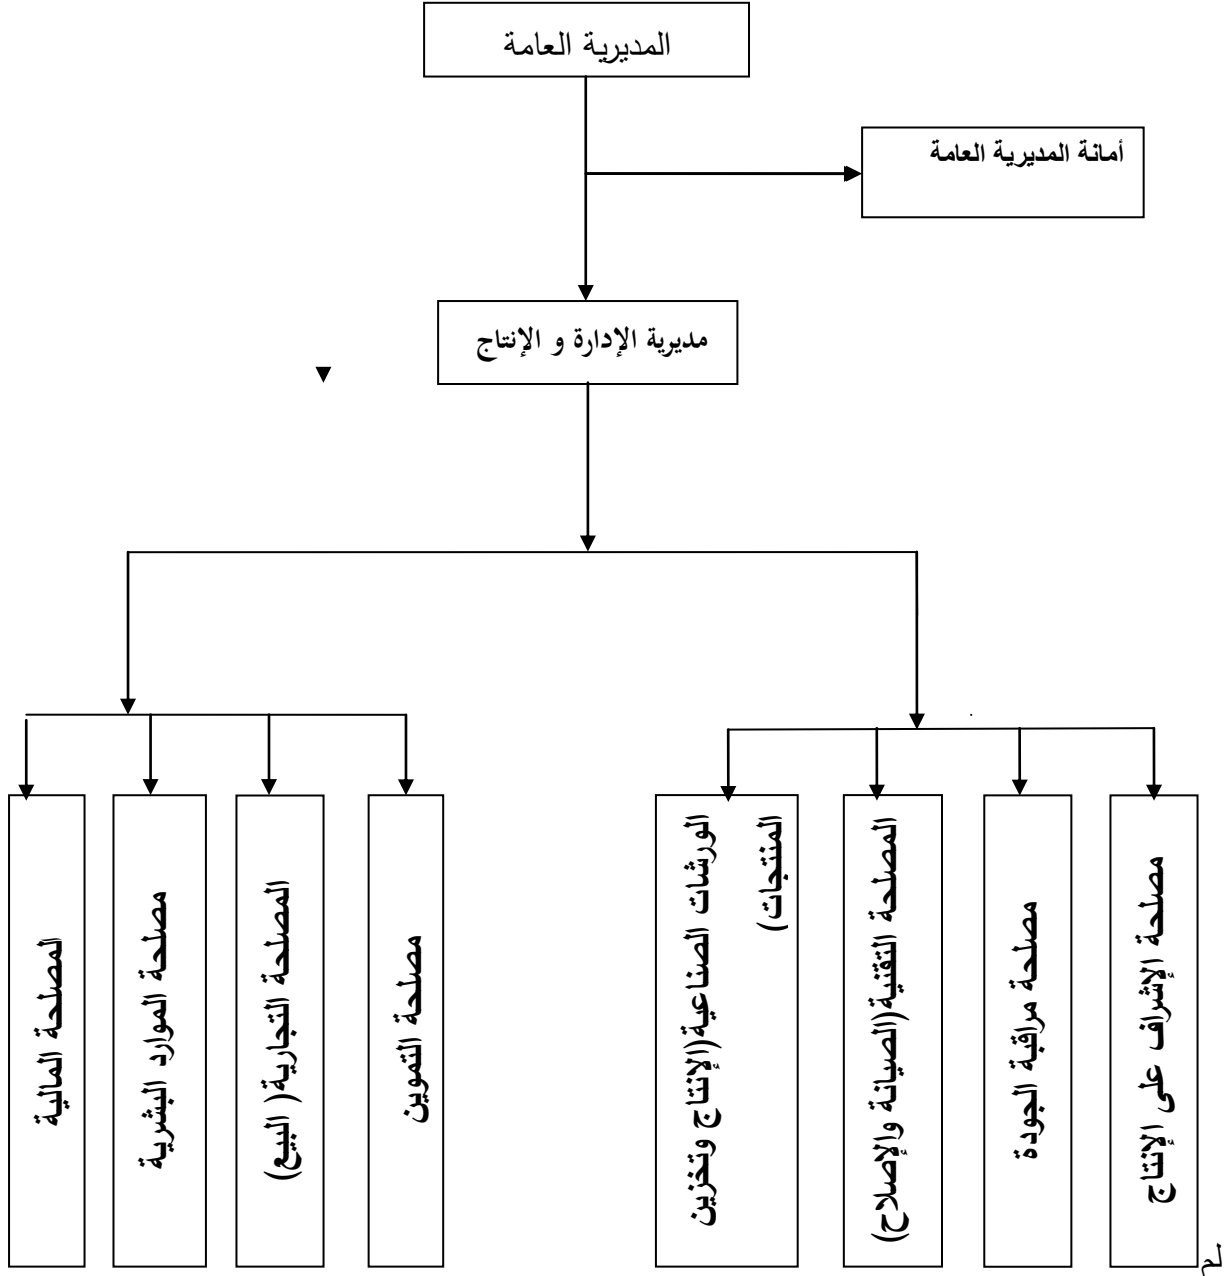 المديرية العامة
أمانة المديرية العامة
مديرية الإدارة و الإنتاج
مصلحة الإشراف على الإنتاج
مصلحة مراقبة الجودة
المصلحة التقنية(الصيانة والإصلاح)
الورشات الصناعية(الإنتاج وتخزين
المنتجات)
مصلحة التموين
المصلحة التجارية( البيع)
مصلحة الموارد البشرية
المصلحة المالية